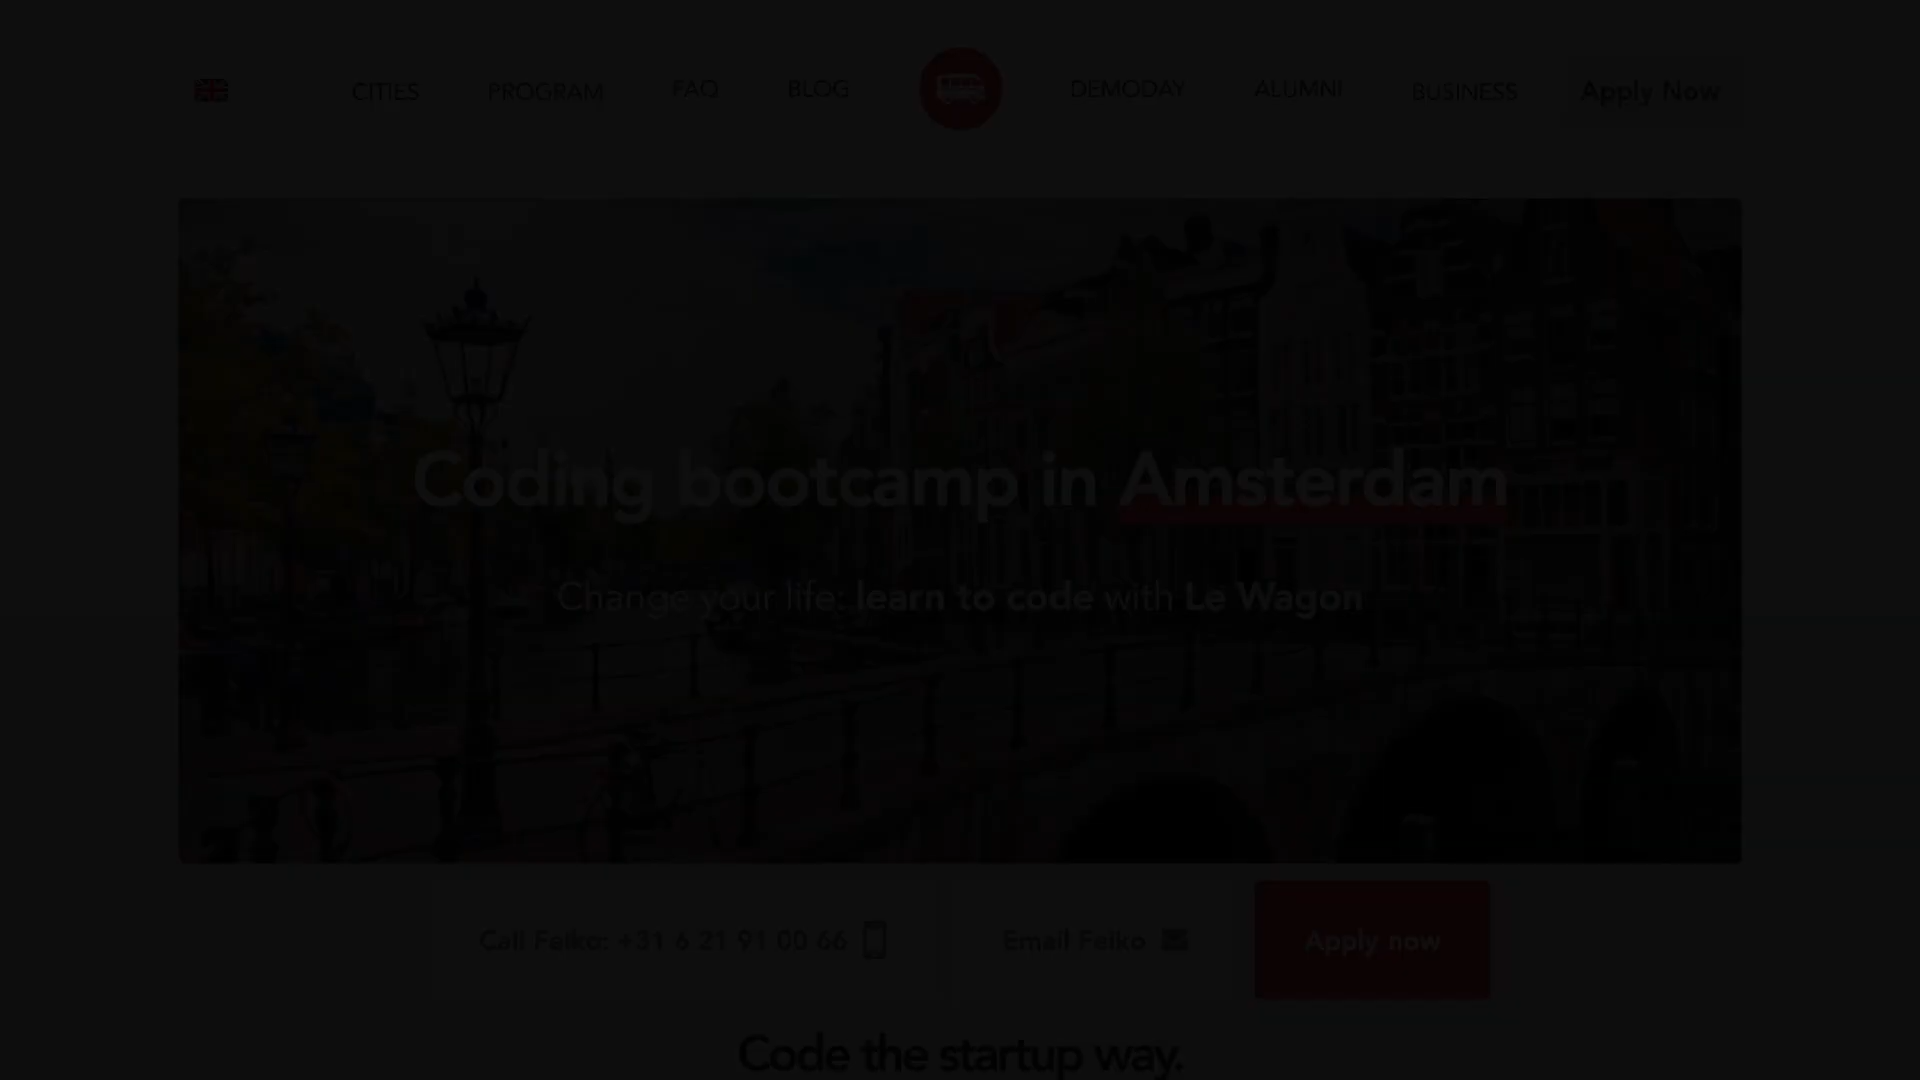 CITIES PROGRAM FAQ BLOG DEMODAY ALUMNI BUSINESS Apply Now
Coding bootcamp in Amsterdam
Change your life: learn to code with Le Wagon
Call Feiko: +31 6 21 91 00 66 Email Feiko Apply now
Code the startup way.